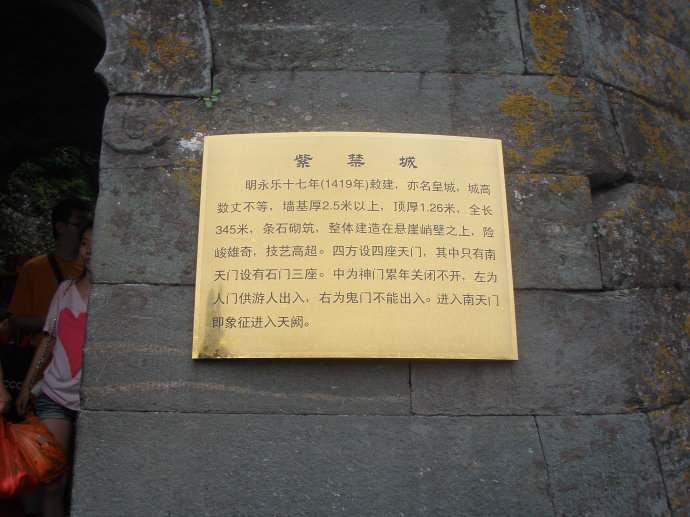 紫禁城
明永乐十七年(1419年)敕建，亦名皇城，城高
数丈不等，墙基厚2.5米以上，顶厚1.26米，全长
345米，条石砌筑，整体建造在悬崖峭壁之上，险
峻雄奇，技艺高超。四方设四座天门，其中只有南
天门设有石门三座。中为神门累年关闭不开，左为
人门供游人出入，右为鬼门不能出入。进入南天门
即象征进入天阙。